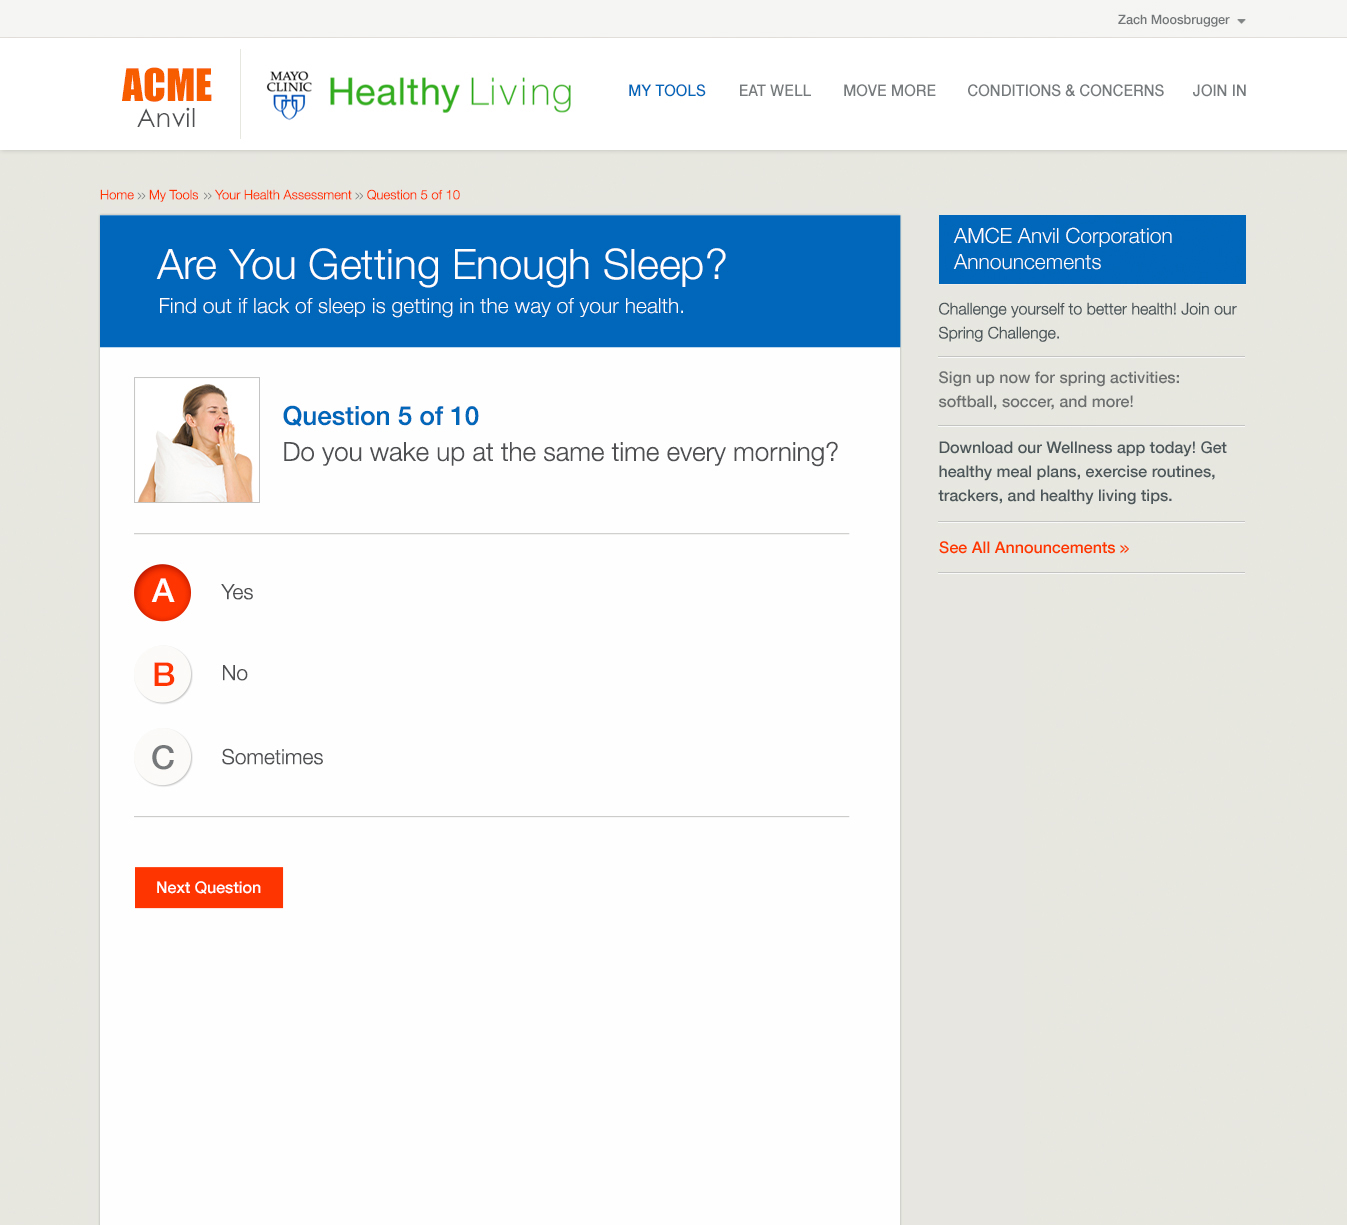 Zach Moosbrugger
ACME
Anvil
MAYO
CLINIC
Healthy Living
MY TOOLS
EAT WELL
MOVE MORE
CONDITIONS & CONCERNS
JOIN IN
Home >> My Tools >> Your Health Assessment >> Question 5 of 10
Are You Getting Enough Sleep?
Find out if lack of sleep is getting in the way of your health.
Question 5 of 10
Do you wake up at the same time every morning?
A Yes
B No
C Sometimes
Next Question
AMCE Anvil Corporation
Announcements
Challenge yourself to better health! Join our
Spring Challenge.
Sign up now for spring activities:
softball, soccer, and more!
Download our Wellness app today! Get
healthy meal plans, exercise routines,
trackers, and healthy living tips.
See All Announcements »